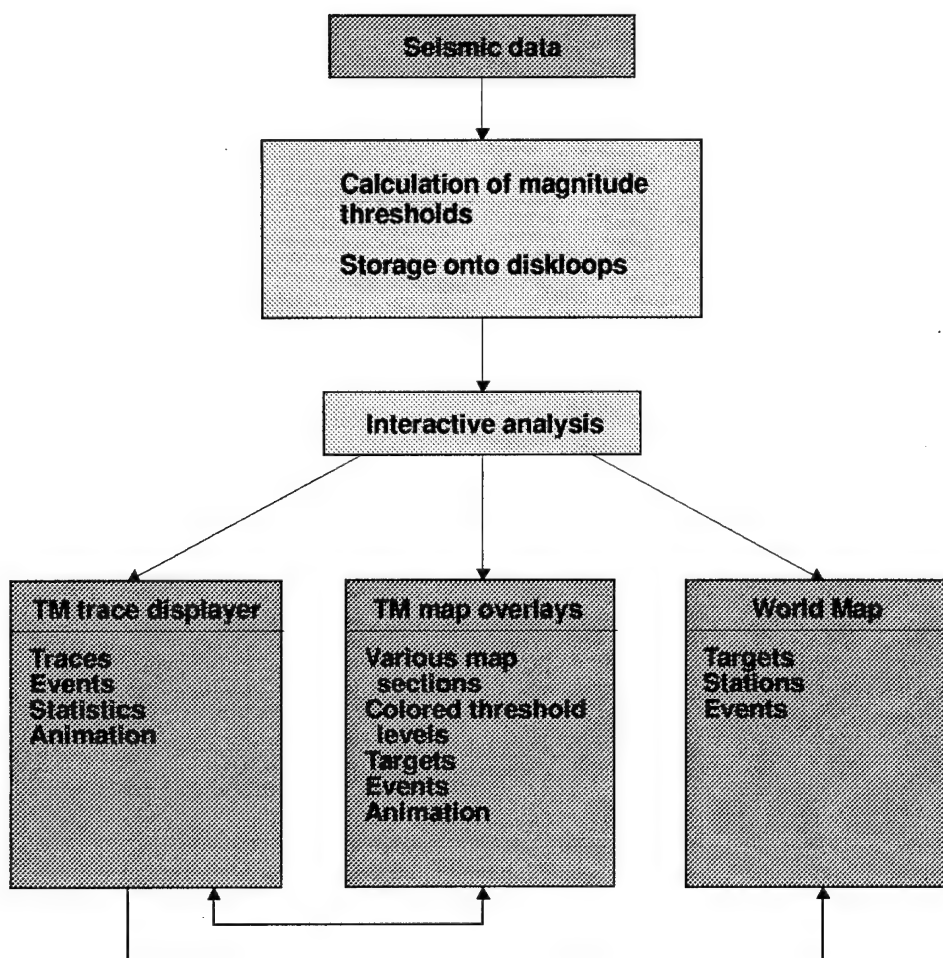 Seismic data
Calculation of magnitude
thresholds
Storage onto diskloops
Interactive analysis
TM trace displayer
Traces
Events
Statistics
Animation
TM map overlays
Various map
sections
Colored threshold
levels
Targets
Events
Animation
World Map
Targets
Stations
Events